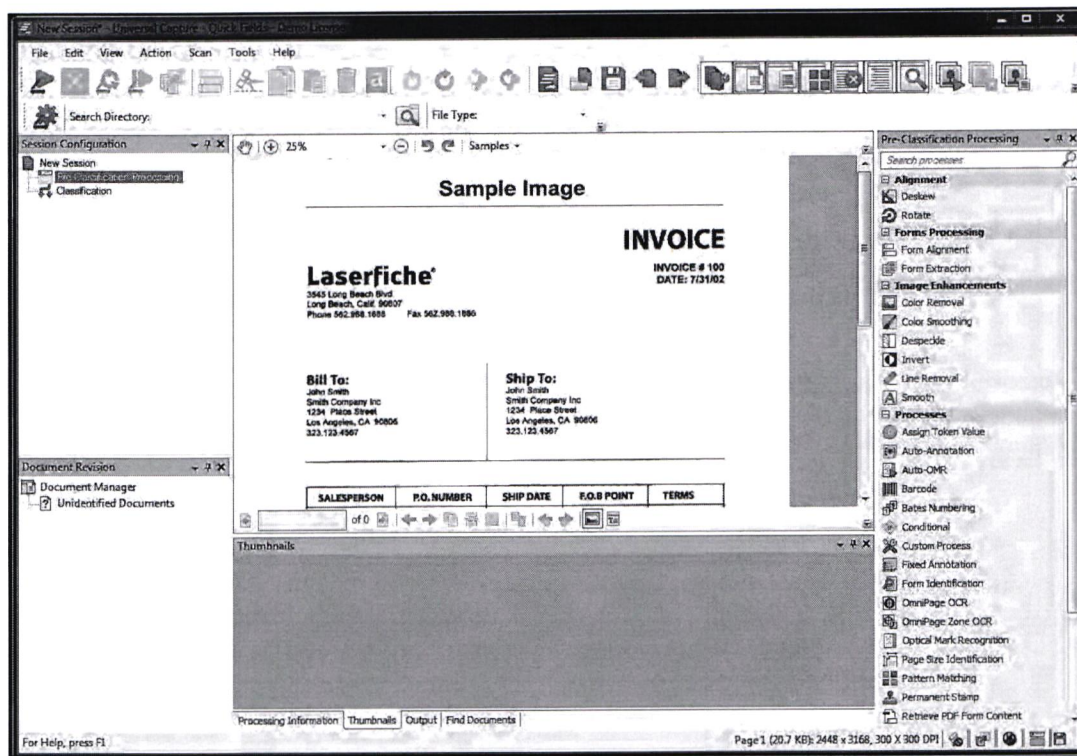 New Session* - Universal Capture - Quick Fields - Demo License
File Edit View Action Scan Tools Help
a
Search Directory:
File Type:
Session Configuration
New Session
Pre-Classification Processing
Classification
25%
Samples
Sample Image
INVOICE
INVOICE # 100
DATE: 7/31/02
Laserfiche
3545 Long Beach Blvd
Long Beach, Calif. 90807
Phone 562.988.1688 Fax 562.988.1886
Bill To:
John Smith
Smith Company Inc
1234 Place Street
Los Angeles, CA 90806
323.123.4567
Ship To:
John Smith
Smith Company Inc
1234 Place Street
Los Angeles, CA 90806
323.123.4567
SALESPERSON P.O. NUMBER SHIP DATE F.O.B POINT TERMS
of 0
Document Revision
Document Manager
Unidentified Documents
Thumbnails
Processing Information Thumbnails Output Find Documents
Pre-Classification Processing
Search processes
Alignment
Deskew
Rotate
Forms Processing
Form Alignment
Form Extraction
Image Enhancements
Color Removal
Color Smoothing
Despeckle
Invert
Line Removal
Smooth
Processes
Assign Token Value
Auto-Annotation
Auto-OMR
Barcode
Bates Numbering
Conditional
Custom Process
Fixed Annotation
Form Identification
OmniPage OCR
OmniPage Zone OCR
Optical Mark Recognition
Page Size Identification
Pattern Matching
Permanent Stamp
Retrieve PDF Form Content
For Help, press F1
Page 1 (20.7 KB): 2448 x 3168, 300 X 300 DPI